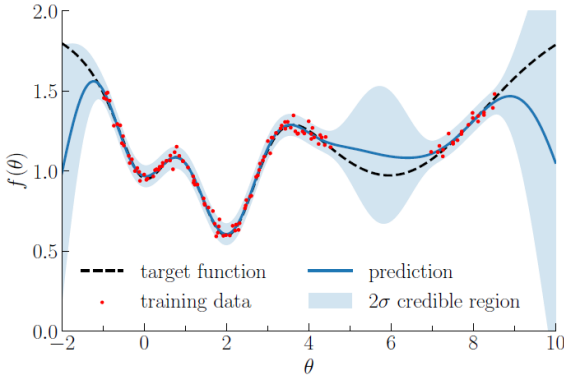 2.0
1.5
1.0
0.5
0.0
f(θ)
target function
training data
prediction
2σ credible region
−2 0 2 4 6 8 10
θ